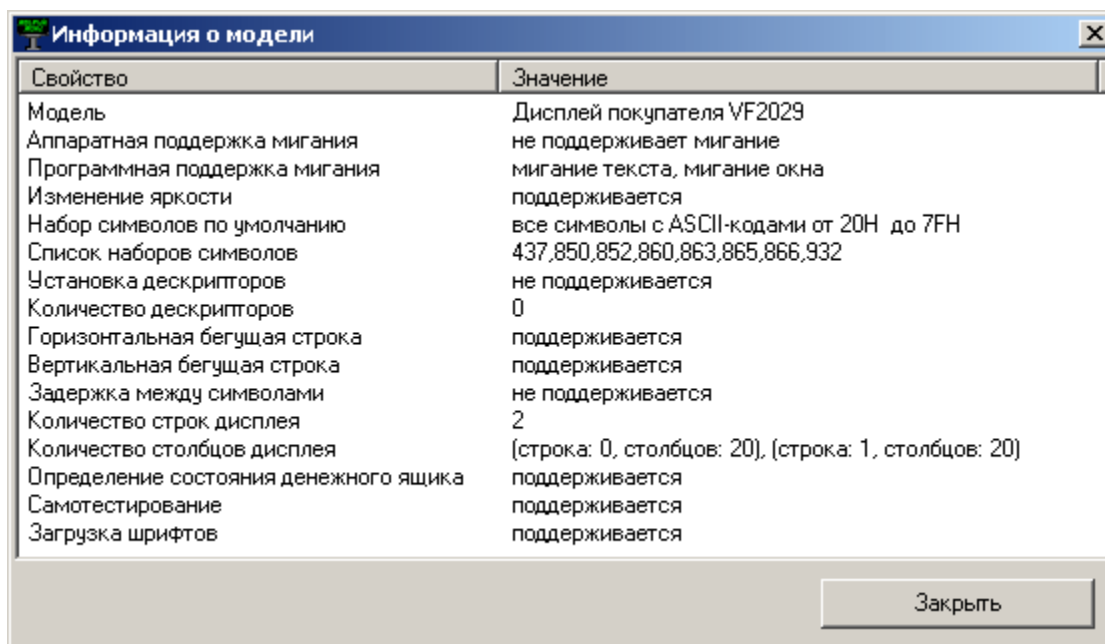 Информация о модели
Свойство Значение
Модель Дисплей покупателя VF2029
Аппаратная поддержка мигания не поддерживает мигание
Программная поддержка мигания мигание текста, мигание окна
Изменение яркости поддерживается
Набор символов по умолчанию все символы с ASCII-кодами от 20H до 7FH
Список наборов символов 437,850,852,860,863,865,866,932
Установка дескрипторов не поддерживается
Количество дескрипторов 0
Горизонтальная бегущая строка поддерживается
Вертикальная бегущая строка поддерживается
Задержка между символами не поддерживается
Количество строк дисплея 2
Количество столбцов дисплея (строка: 0, столбцов: 20), (строка: 1, столбцов: 20)
Определение состояния денежного ящика поддерживается
Самотестирование поддерживается
Загрузка шрифтов поддерживается
Закрыть